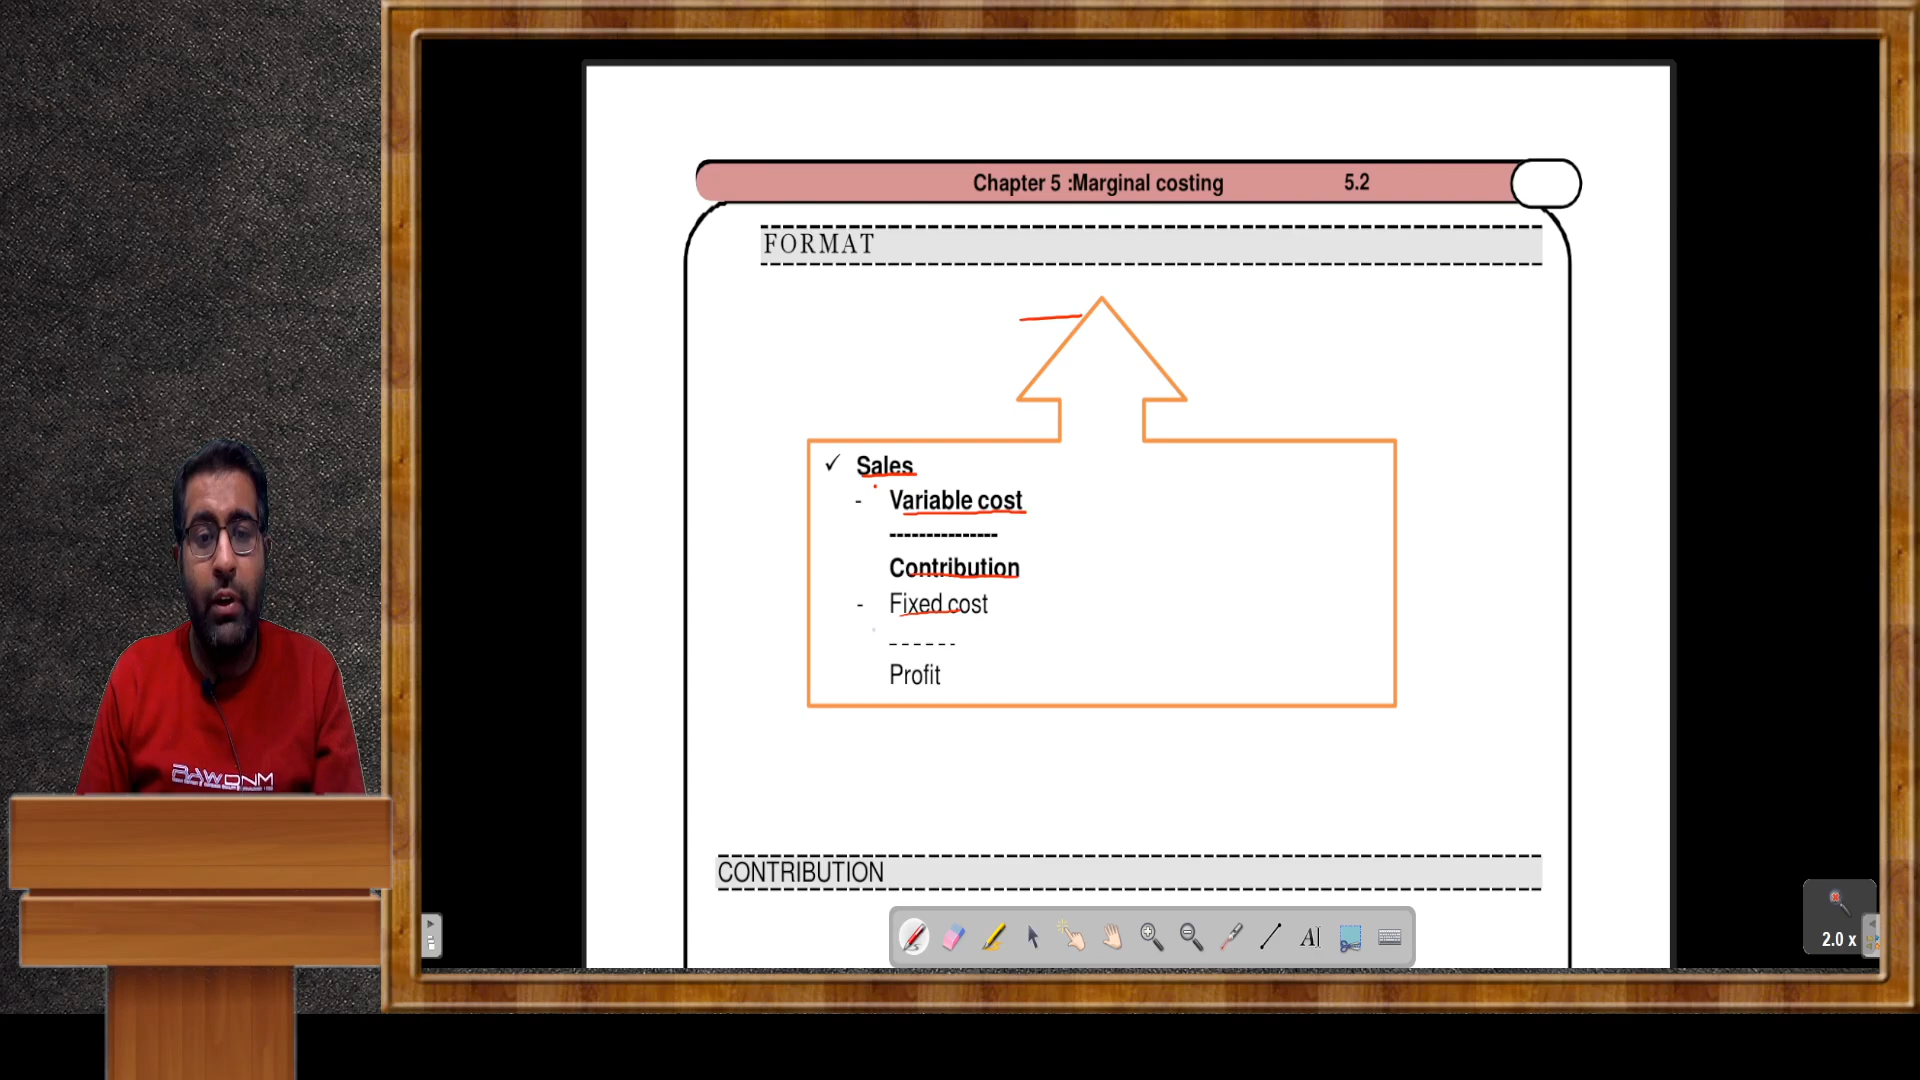 Chapter 5 :Marginal costing 5.2
FORMAT
✓ Sales
- Variable cost
---------------
Contribution
- Fixed cost
------
Profit
CONTRIBUTION
A
2.0 x